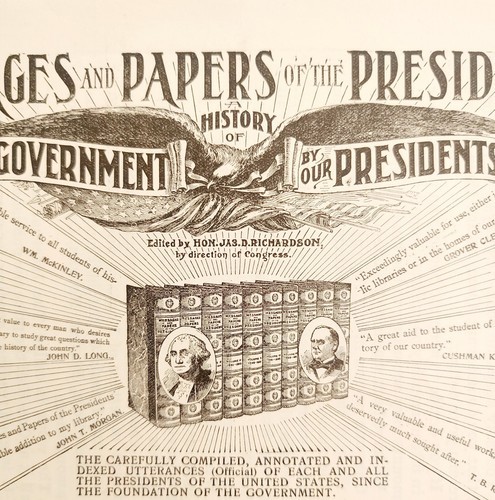 GES AND PAPERS OF THE PRESID
A
HISTORY
OF
GOVERNMENT BY OUR PRESIDENTS
Edited by HON. JAS. D. RICHARDSON,
by direction of Congress.
ble service to all students of his-
WM. McKINLEY.
value to every man who desires
ary to study great questions which
e history of the country."
JOHN D. LONG.
es and Papers of the Presidents
ble addition to my library."
JOHN T. MORGAN.
"Exceedingly valuable for use, either
lic libraries or in the homes of our
GROVER CLE
"A great aid to the student of
tory of our country."
CUSHMAN K
"A very valuable and useful work
deservedly much sought after."
T. B.
THE CAREFULLY COMPILED, ANNOTATED AND IN-
DEXED UTTERANCES (Official) OF EACH AND ALL
THE PRESIDENTS OF THE UNITED STATES, SINCE
THE FOUNDATION OF THE GOVERNMENT.